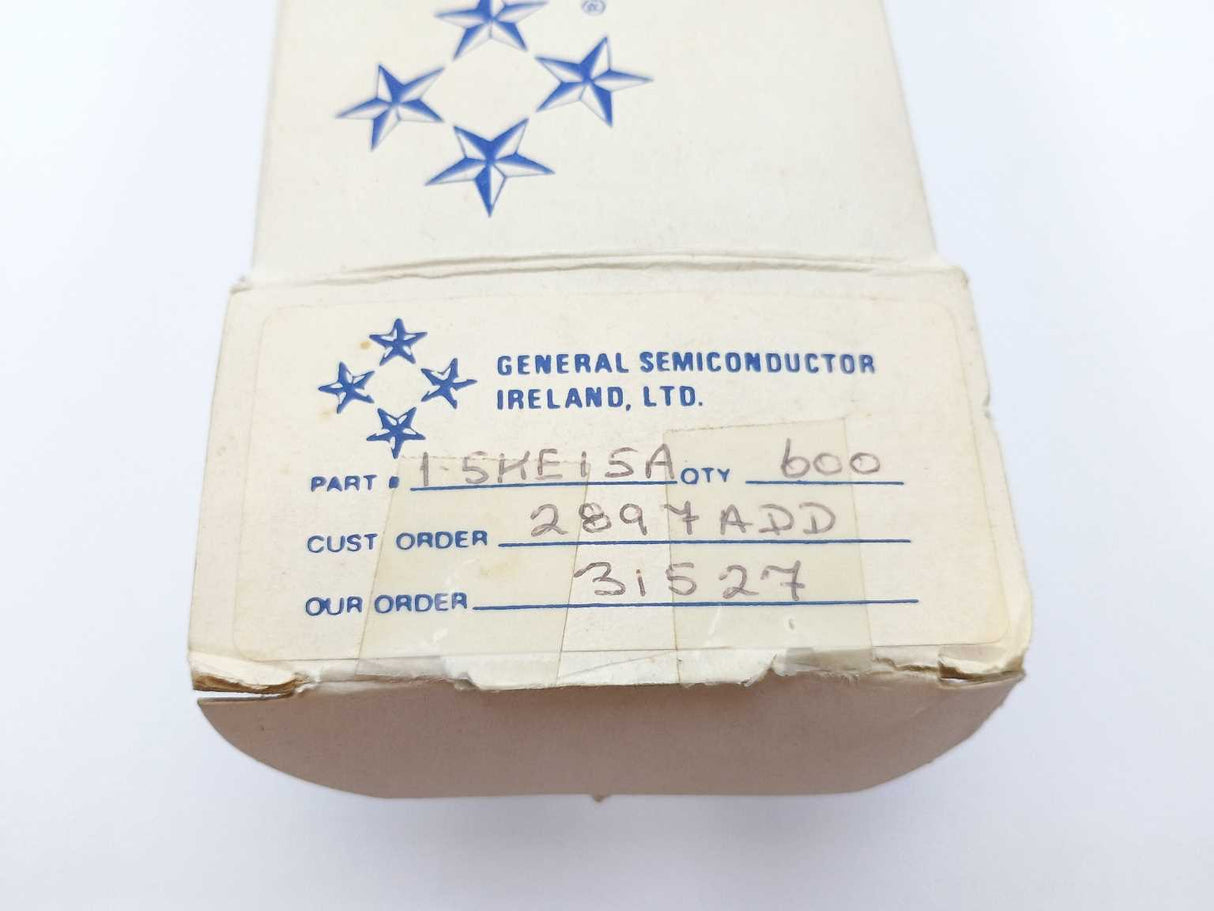 ®
GENERAL SEMICONDUCTOR
IRELAND, LTD.
PART # 1.5KE15A QTY 600
CUST ORDER 2897ADD
OUR ORDER 31527